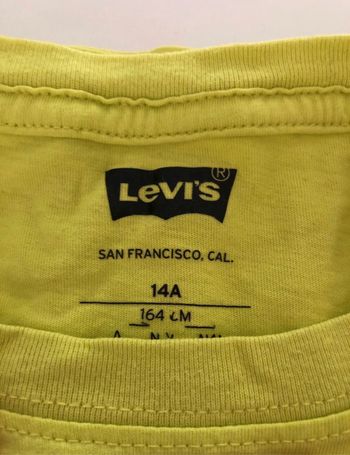 LEVI'S®
SAN FRANCISCO, CAL.
14A
164 CM